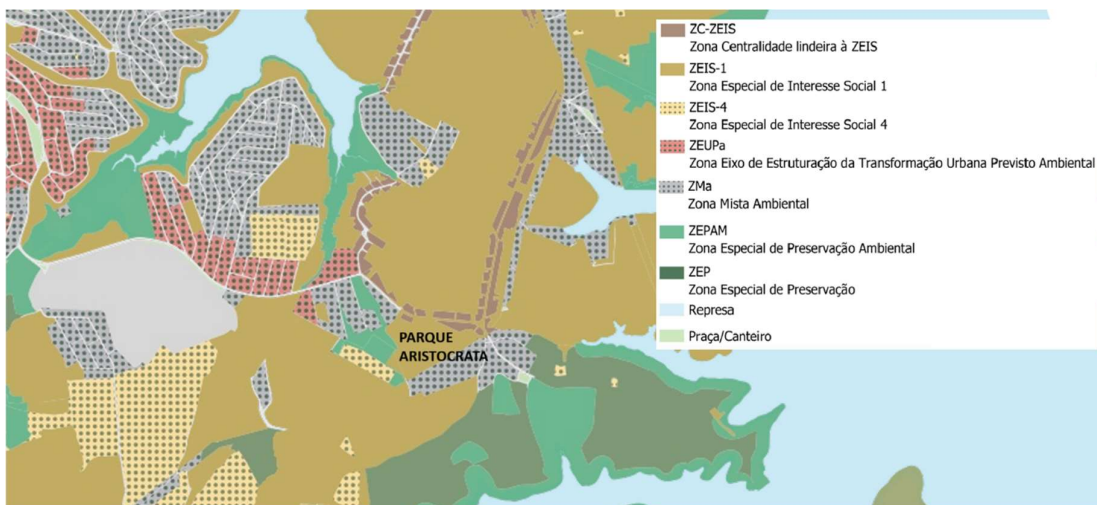 ZC-ZEIS
Zona Centralidade lindeira à ZEIS
ZEIS-1
Zona Especial de Interesse Social 1
ZEIS-4
Zona Especial de Interesse Social 4
ZEUPa
Zona Eixo de Estruturação da Transformação Urbana Previsto Ambiental
ZMa
Zona Mista Ambiental
ZEPAM
Zona Especial de Preservação Ambiental
ZEP
Zona Especial de Preservação
Represa
Praça/Canteiro
PARQUE
ARISTOCRATA